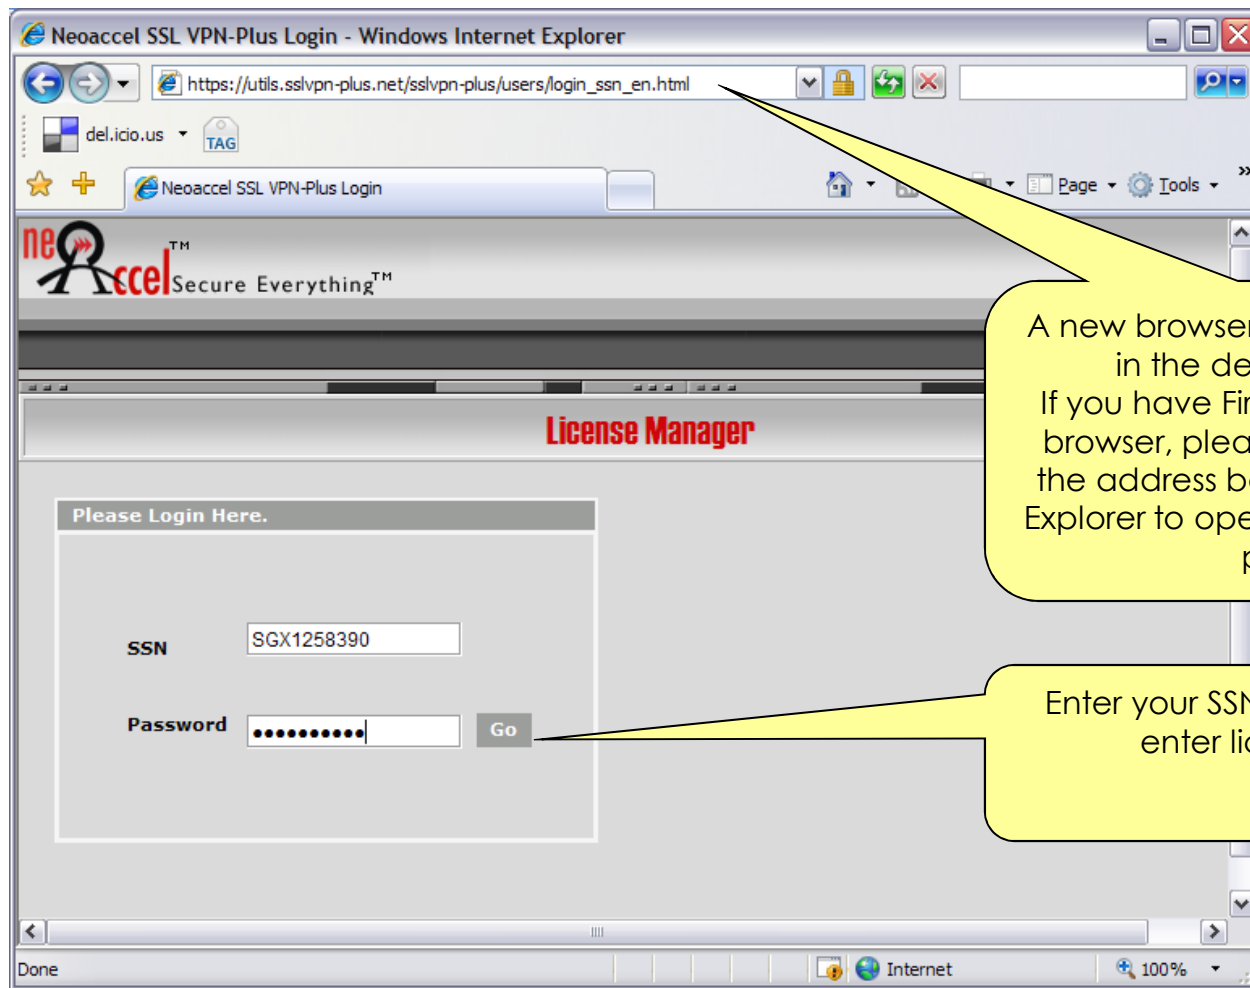 Neoaccel SSL VPN-Plus Login - Windows Internet Explorer
https://utils.sslvpn-plus.net/sslvpn-plus/users/login_ssn_en.html
del.icio.us
TAG
Neoaccel SSL VPN-Plus Login
Page
Tools
»
neoAccel™
Secure Everything™
License Manager
A new browser
in the de
If you have Fir
browser, plea
the address b
Explorer to ope
p
Please Login Here.
SSN SGX1258390
Password ●●●●●●●●●● Go
Enter your SSN
enter lic
Done
Internet
100%